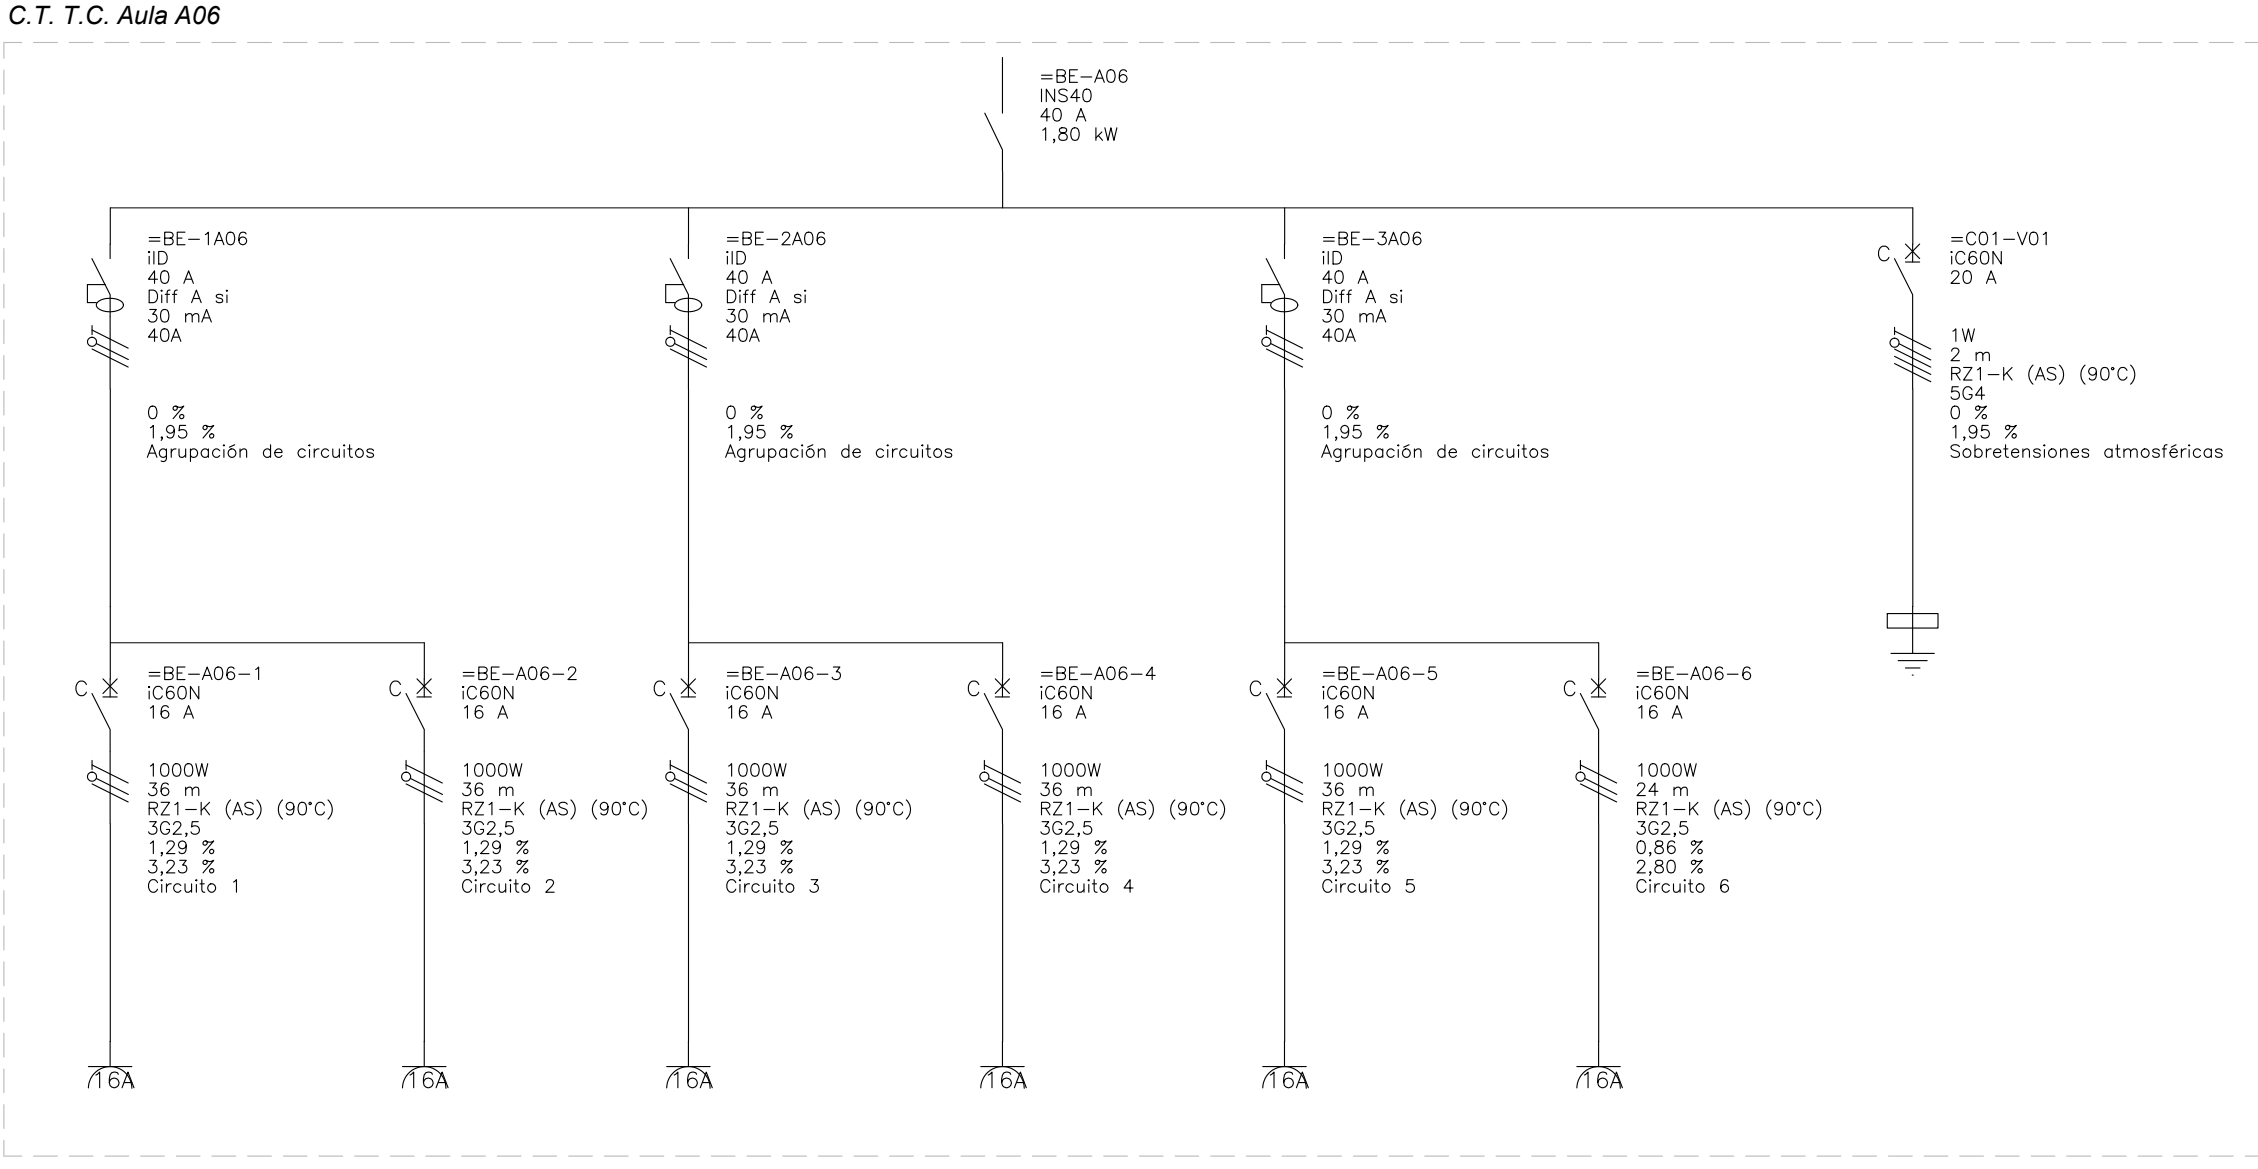 C.T. T.C. Aula A06
=BE-A06
INS40
40 A
1,80 kW
=BE-1A06
iID
40 A
Diff A si
30 mA
40A
0 %
1,95 %
Agrupación de circuitos
=BE-2A06
iID
40 A
Diff A si
30 mA
40A
0 %
1,95 %
Agrupación de circuitos
=BE-3A06
iID
40 A
Diff A si
30 mA
40A
0 %
1,95 %
Agrupación de circuitos
C
=C01-V01
iC60N
20 A
1W
2 m
RZ1-K (AS) (90°C)
5G4
0 %
1,95 %
Sobretensiones atmosféricas
C
=BE-A06-1
iC60N
16 A
1000W
36 m
RZ1-K (AS) (90°C)
3G2,5
1,29 %
3,23 %
Circuito 1
16A
C
=BE-A06-2
iC60N
16 A
1000W
36 m
RZ1-K (AS) (90°C)
3G2,5
1,29 %
3,23 %
Circuito 2
16A
C
=BE-A06-3
iC60N
16 A
1000W
36 m
RZ1-K (AS) (90°C)
3G2,5
1,29 %
3,23 %
Circuito 3
16A
C
=BE-A06-4
iC60N
16 A
1000W
36 m
RZ1-K (AS) (90°C)
3G2,5
1,29 %
3,23 %
Circuito 4
16A
C
=BE-A06-5
iC60N
16 A
1000W
36 m
RZ1-K (AS) (90°C)
3G2,5
1,29 %
3,23 %
Circuito 5
16A
C
=BE-A06-6
iC60N
16 A
1000W
24 m
RZ1-K (AS) (90°C)
3G2,5
0,86 %
2,80 %
Circuito 6
16A